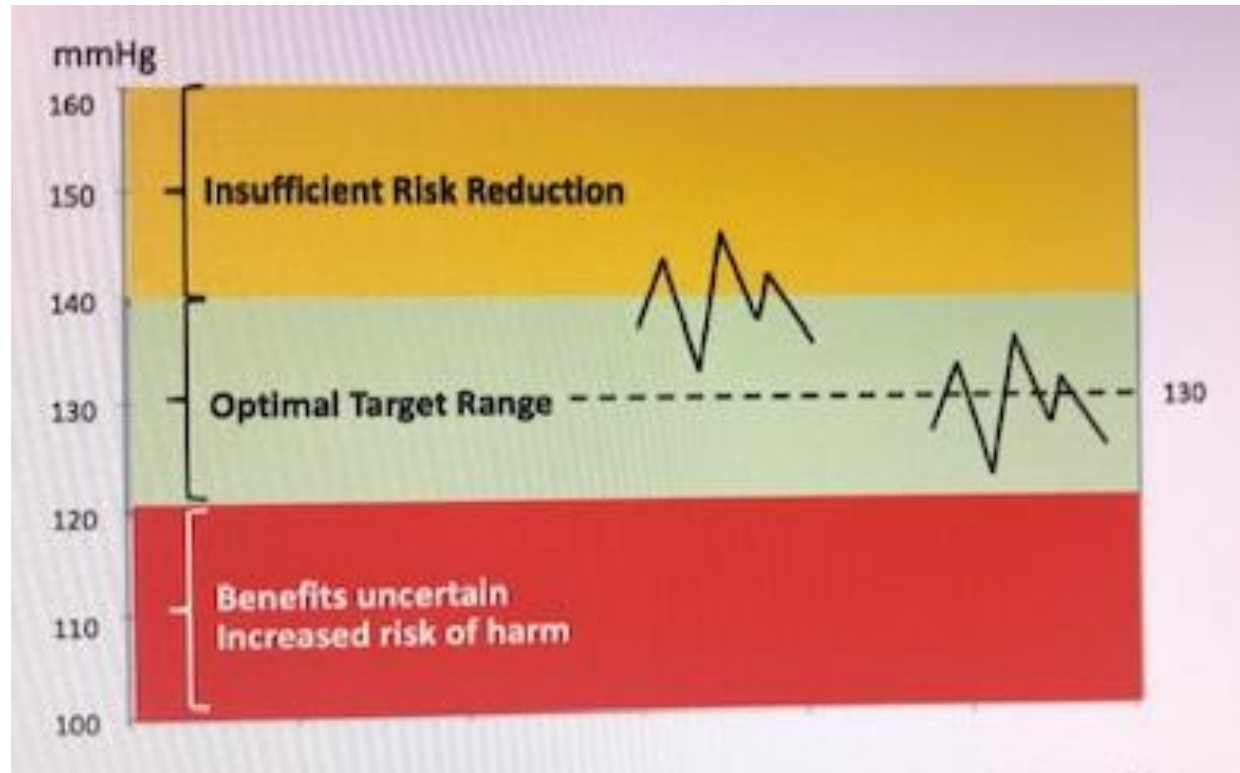 mmHg
160
150
Insufficient Risk Reduction
140
130
Optimal Target Range
130
120
Benefits uncertain
Increased risk of harm
110
100